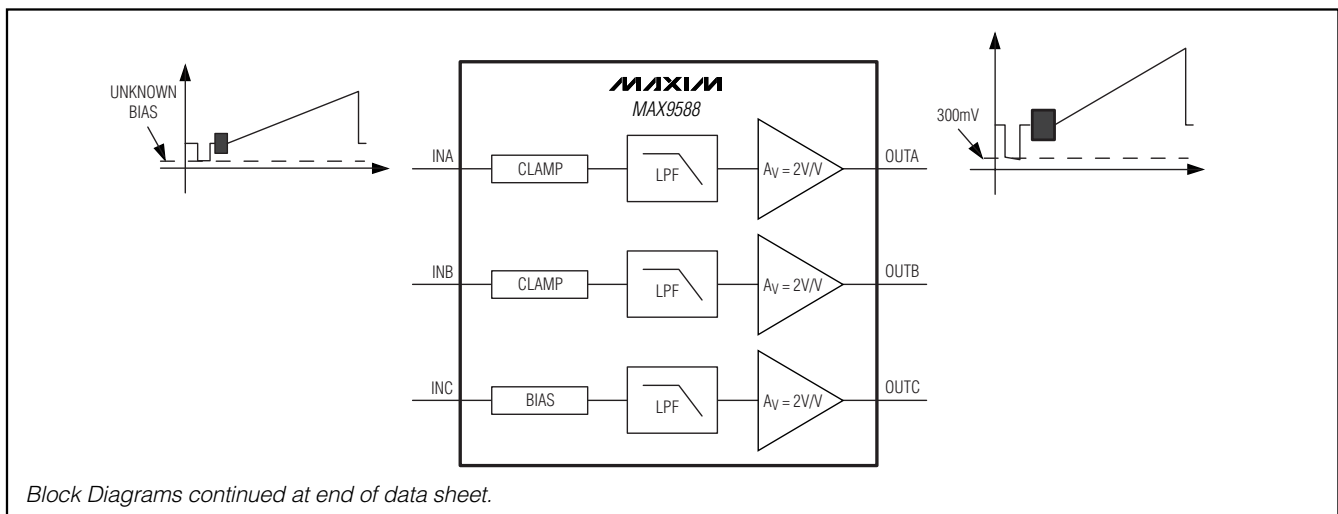 UNKNOWN
BIAS
MAXIM
MAX9588
300mV
INA
CLAMP
LPF
AV = 2V/V
OUTA
INB
CLAMP
LPF
AV = 2V/V
OUTB
INC
BIAS
LPF
AV = 2V/V
OUTC
Block Diagrams continued at end of data sheet.